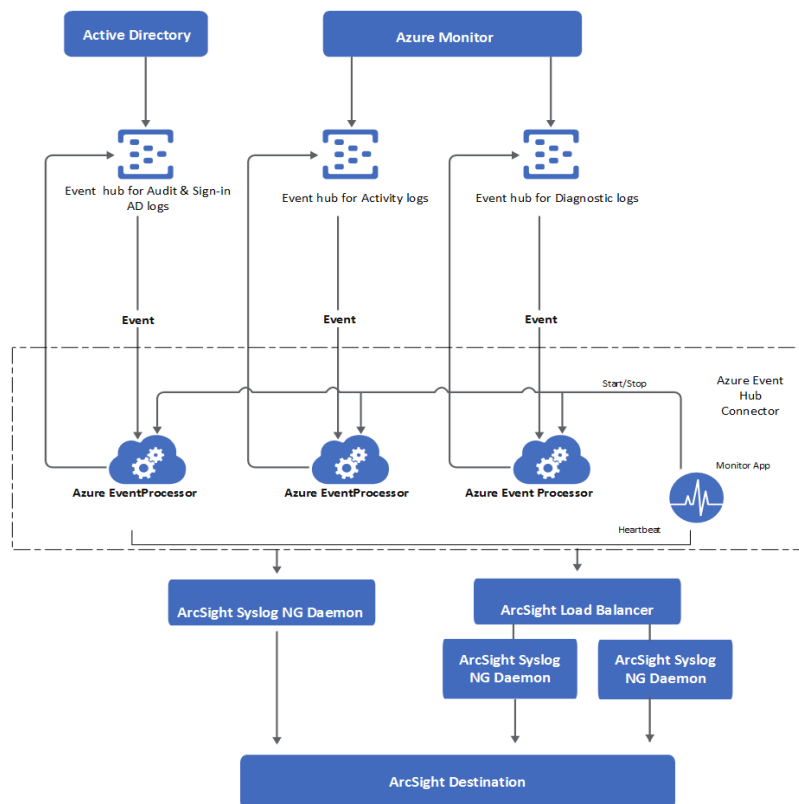 Active Directory
Azure Monitor
Event hub for Audit & Sign-in
AD logs
Event hub for Activity logs
Event hub for Diagnostic logs
Event
Event
Event
Start/Stop
Azure Event
Hub
Connector
Monitor App
Azure EventProcessor
Azure EventProcessor
Azure Event Processor
Heartbeat
ArcSight Syslog NG Daemon
ArcSight Load Balancer
ArcSight Syslog
NG Daemon
ArcSight Syslog
NG Daemon
ArcSight Destination